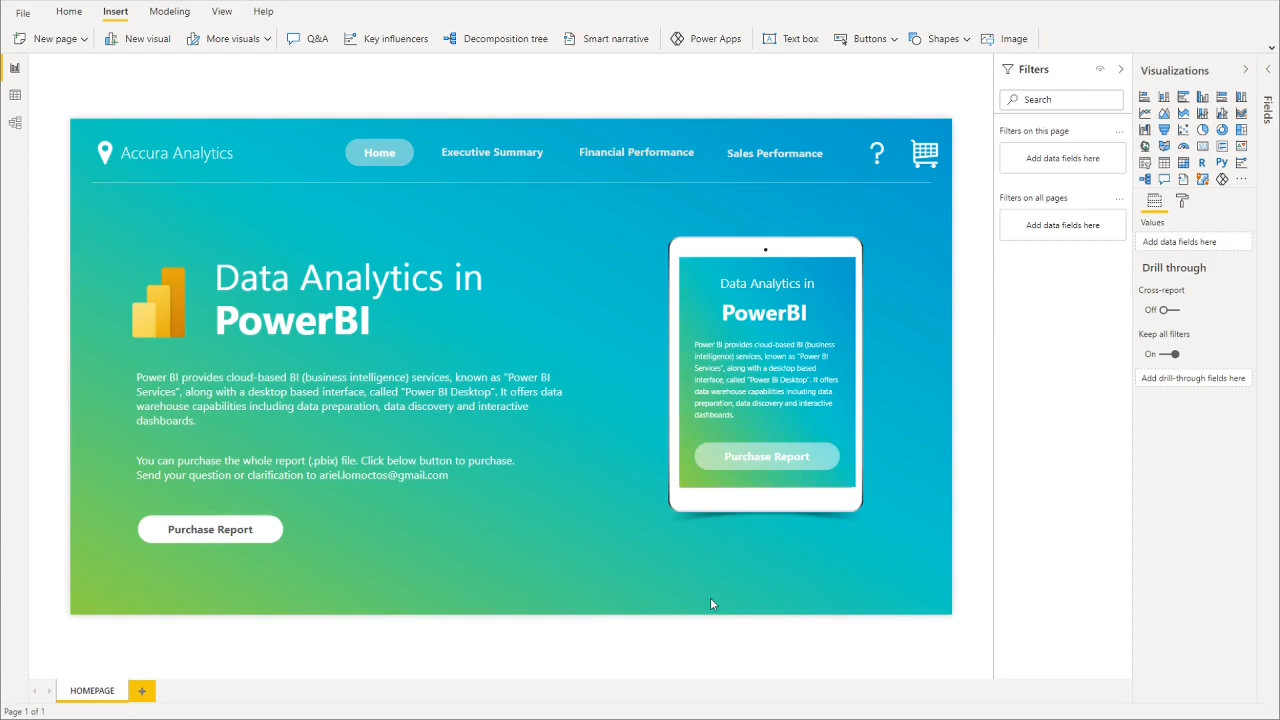 File Home Insert Modeling View Help
New page New visual More visuals Q&A Key influencers Decomposition tree Smart narrative Power Apps Text box Buttons Shapes Image
Filters
Search
Filters on this page ...
Add data fields here
Filters on all pages ...
Add data fields here
Visualizations
R Py
...
Values
Add data fields here
Drill through
Cross-report
Off
Keep all filters
On
Add drill-through fields here
Fields
Accura Analytics
Home Executive Summary Financial Performance Sales Performance ?
Data Analytics in
PowerBI
Power BI provides cloud-based BI (business intelligence) services, known as "Power BI
Services", along with a desktop based interface, called "Power BI Desktop". It offers data
warehouse capabilities including data preparation, data discovery and interactive
dashboards.
You can purchase the whole report (.pbix) file. Click below button to purchase.
Send your question or clarification to ariel.lomoctos@gmail.com
Purchase Report
Data Analytics in
PowerBI
Power BI provides cloud-based BI (business
intelligence) services, known as "Power BI
Services", along with a desktop based
interface, called "Power BI Desktop". It offers
data warehouse capabilities including data
preparation, data discovery and interactive
dashboards.
Purchase Report
HOMEPAGE +
Page 1 of 1